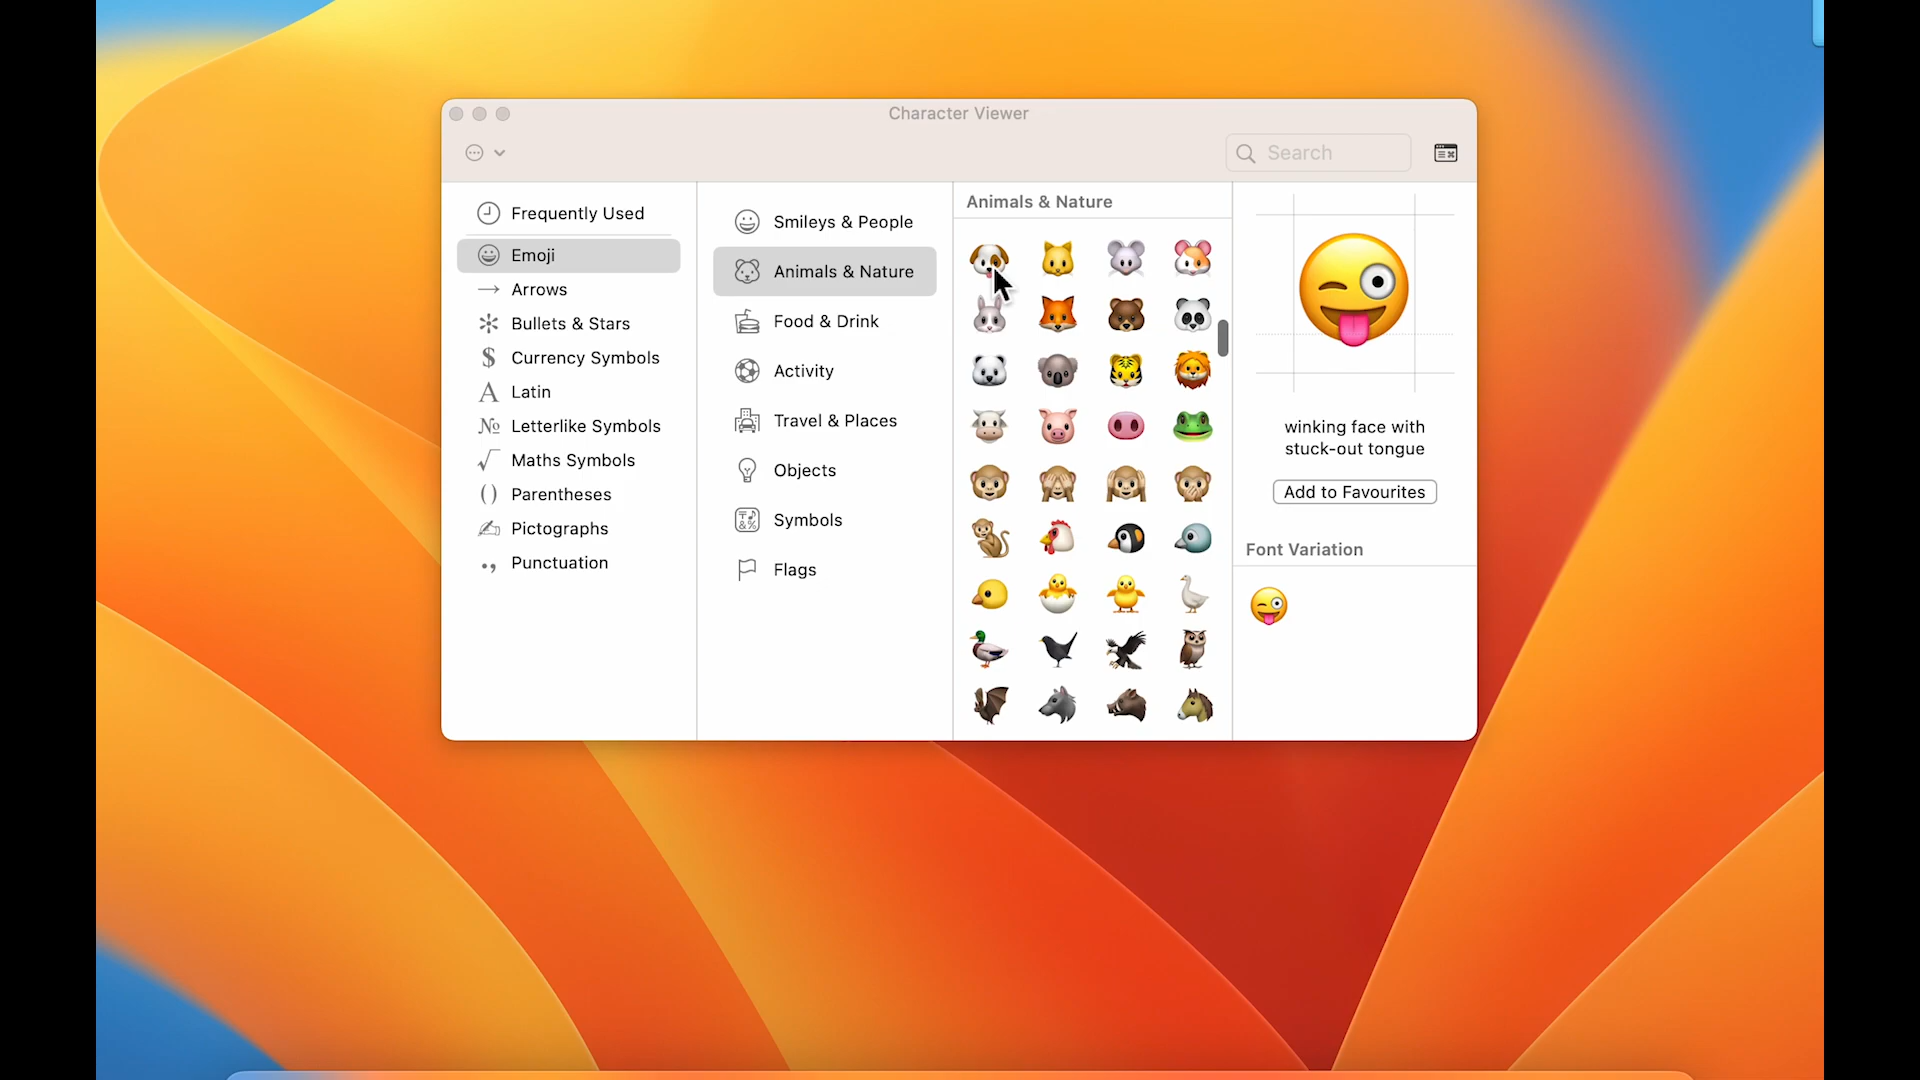 Character Viewer
Search
Frequently Used
Emoji
Arrows
Bullets & Stars
Currency Symbols
Latin
Letterlike Symbols
Maths Symbols
Parentheses
Pictographs
Punctuation
Smileys & People
Animals & Nature
Food & Drink
Activity
Travel & Places
Objects
Symbols
Flags
Animals & Nature
winking face with
stuck-out tongue
Add to Favourites
Font Variation